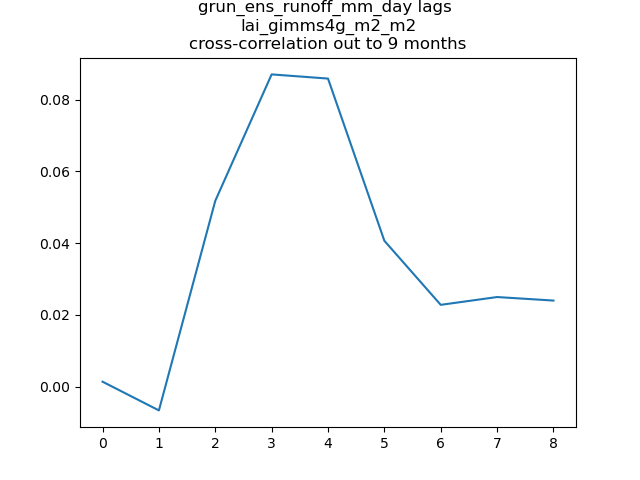 grun_ens_runoff_mm_day lags
lai_gimms4g_m2_m2
cross-correlation out to 9 months
0.08
0.06
0.04
0.02
0.00
0 1 2 3 4 5 6 7 8